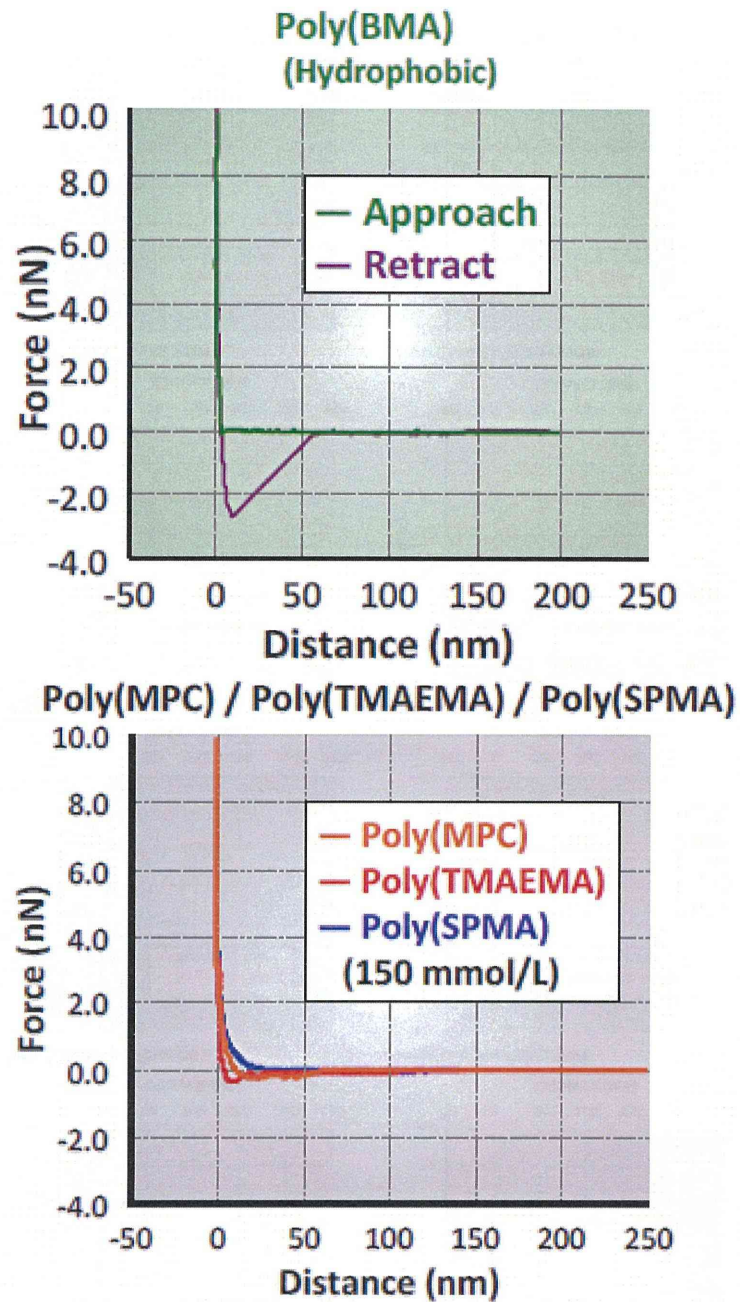 Poly(BMA)
(Hydrophobic)
10.0
8.0
6.0
4.0
2.0
0.0
-2.0
-4.0
Force (nN)
Approach
Retract
-50 0 50 100 150 200 250
Distance (nm)
Poly(MPC) / Poly(TMAEMA) / Poly(SPMA)
10.0
8.0
6.0
4.0
2.0
0.0
-2.0
-4.0
Force (nN)
Poly(MPC)
Poly(TMAEMA)
Poly(SPMA)
(150 mmol/L)
-50 0 50 100 150 200 250
Distance (nm)